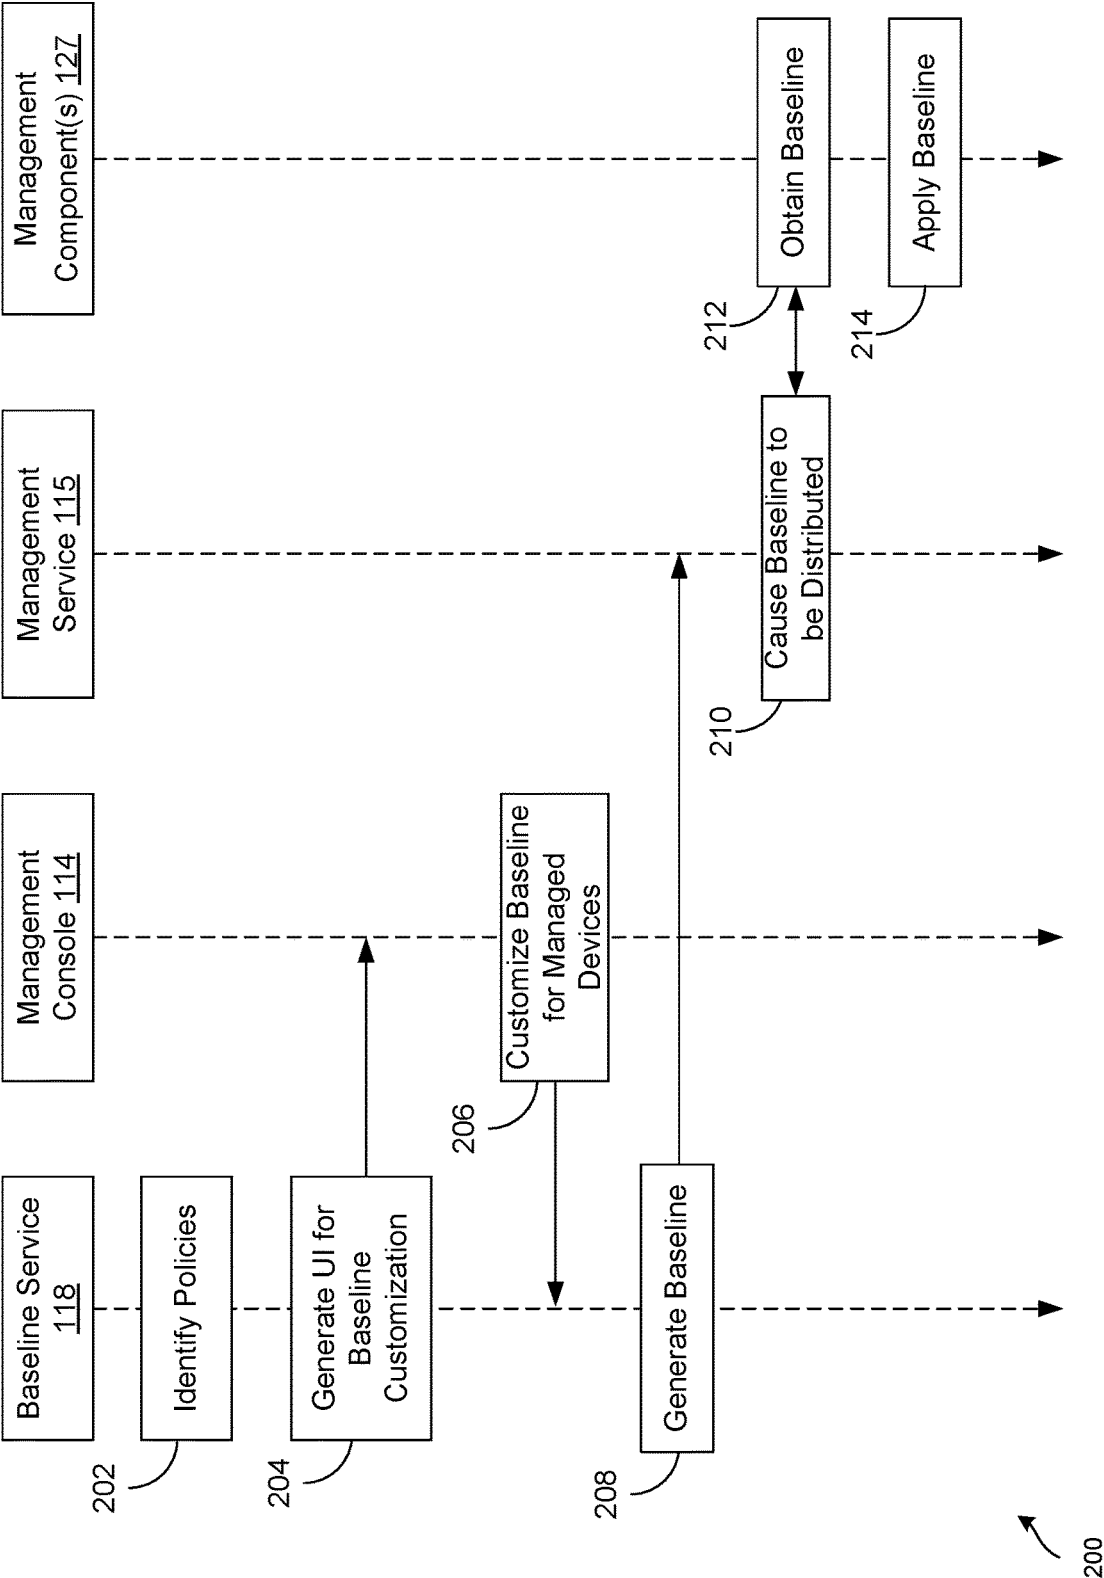 Baseline Service
118
Management
Console 114
Management
Service 115
Management
Component(s) 127
202
Identify Policies
204
Generate UI for
Baseline
Customization
206
Customize Baseline
for Managed
Devices
208
Generate Baseline
210
Cause Baseline to
be Distributed
212
Obtain Baseline
214
Apply Baseline
200